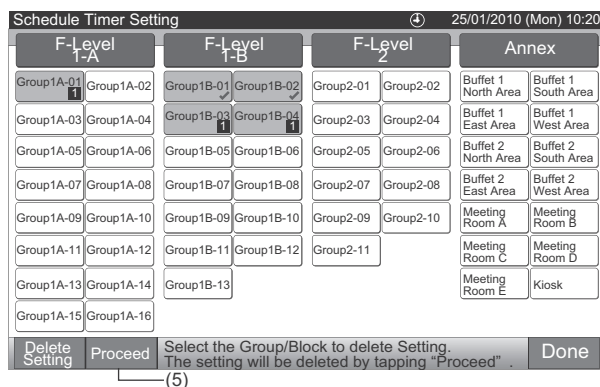 Schedule Timer Setting 25/01/2010 (Mon) 10:20
F-Level
1-A
F-Level
1-B
F-Level
2
Annex
Group1A-01 1 Group1A-02 Group1B-01 Group1B-02 Group2-01 Group2-02 Buffet 1 North Area Buffet 1 South Area
Group1A-03 Group1A-04 Group1B-03 1 Group1B-04 1 Group2-03 Group2-04 Buffet 1 East Area Buffet 1 West Area
Group1A-05 Group1A-06 Group1B-05 Group1B-06 Group2-05 Group2-06 Buffet 2 North Area Buffet 2 South Area
Group1A-07 Group1A-08 Group1B-07 Group1B-08 Group2-07 Group2-08 Buffet 2 East Area Buffet 2 West Area
Group1A-09 Group1A-10 Group1B-09 Group1B-10 Group2-09 Group2-10 Meeting Room A Meeting Room B
Group1A-11 Group1A-12 Group1B-11 Group1B-12 Group2-11 Meeting Room C Meeting Room D
Group1A-13 Group1A-14 Group1B-13 Meeting Room E Kiosk
Group1A-15 Group1A-16
Delete
Setting
Proceed
Select the Group/Block to delete Setting.
The setting will be deleted by tapping "Proceed" .
Done
(5)